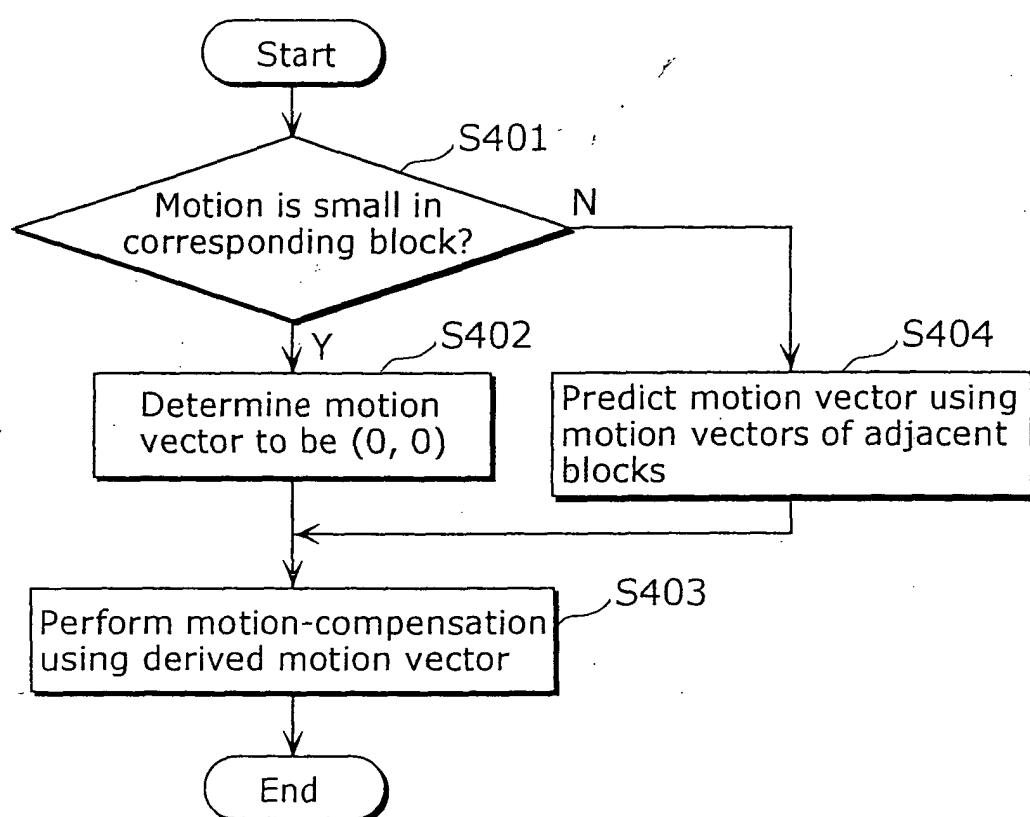 Start
S401
Motion is small in
corresponding block?
N
Y
S402
Determine motion
vector to be (0, 0)
S404
Predict motion vector using
motion vectors of adjacent
blocks
S403
Perform motion-compensation
using derived motion vector
End